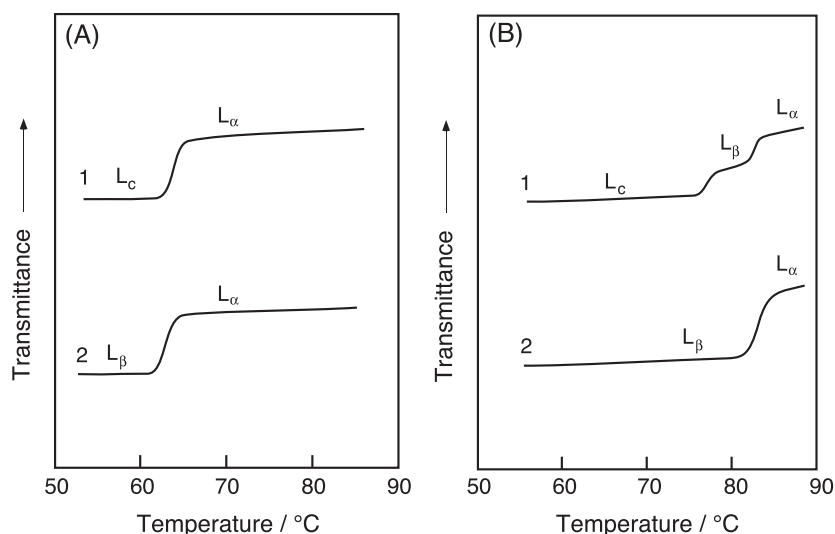 (A)
Lα
1 Lc
Lα
2 Lβ
Transmittance
50 60 70 80 90
Temperature / °C
(B)
Lα
Lβ
1 Lc
Lα
2 Lβ
Transmittance
50 60 70 80 90
Temperature / °C